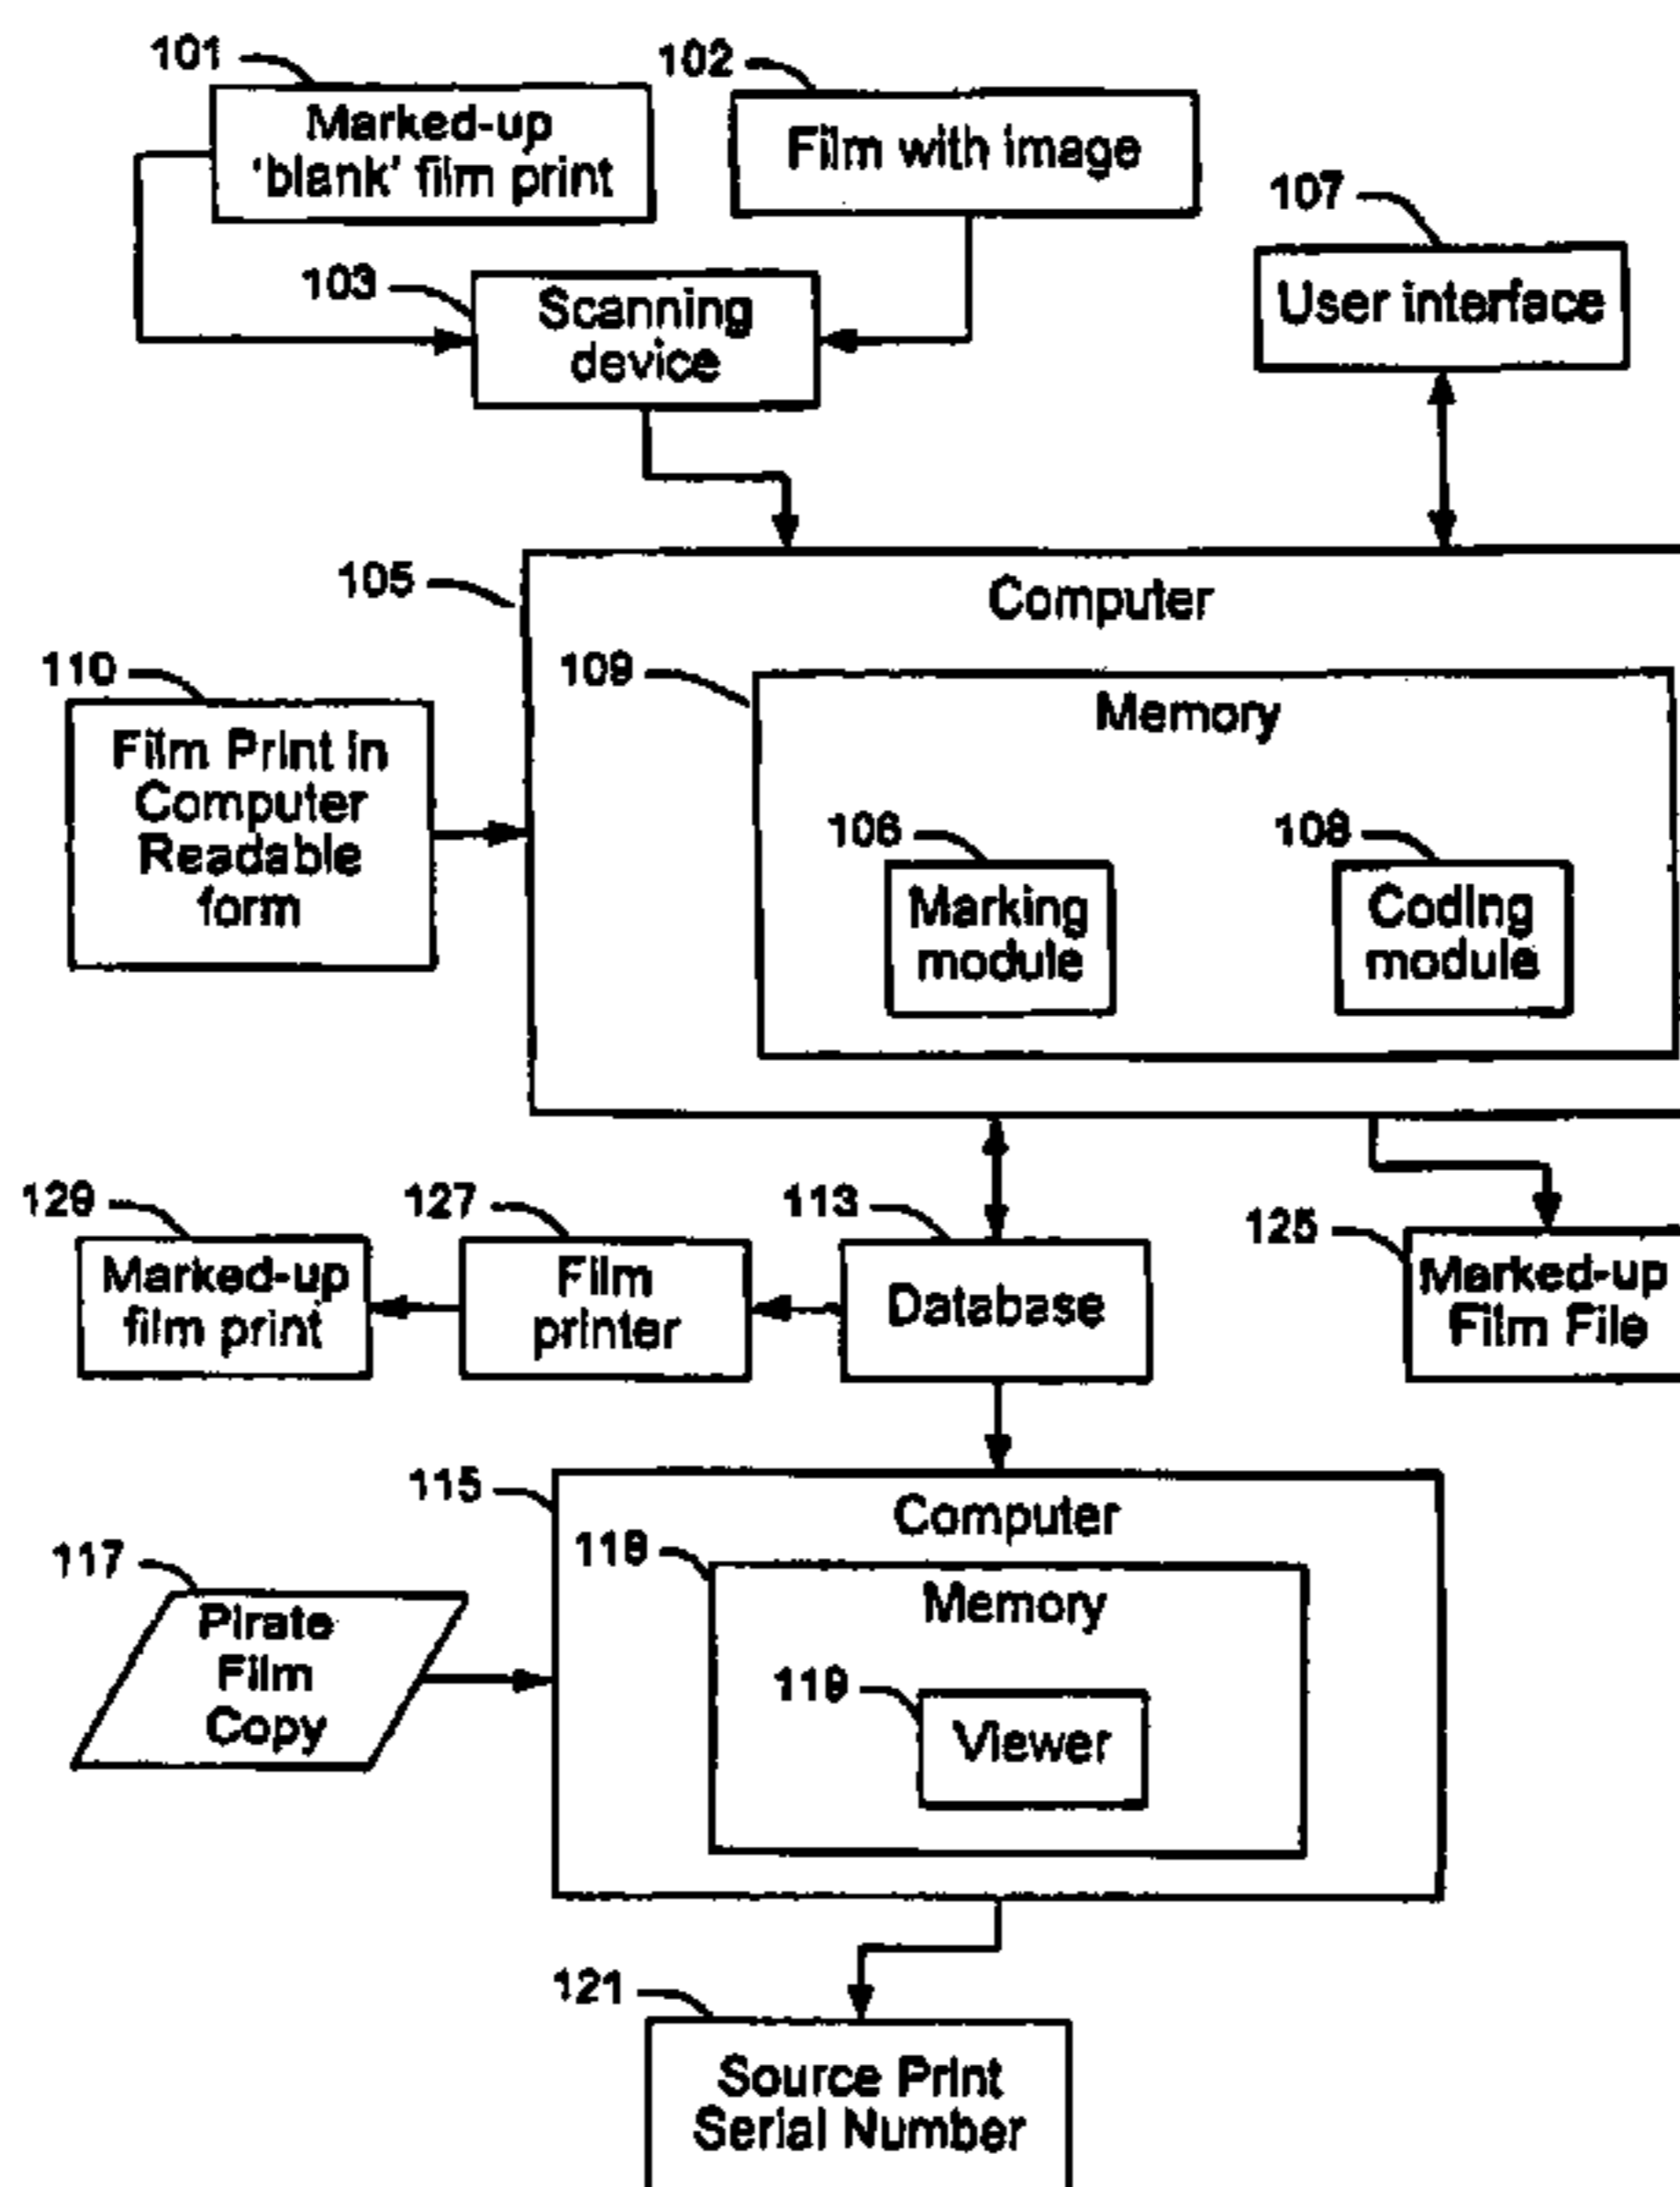 101
102
Marked-up
'blank' film print
Film with image
107
103
Scanning
device
User interface
105
Computer
110
109
Film Print in
Computer
Readable
form
Memory
106
108
Marking
module
Coding
module
129
127
113
125
Marked-up
film print
Film
printer
Database
Marked-up
Film File
115
Computer
117
118
Pirate
Film
Copy
Memory
119
Viewer
121
Source Print
Serial Number